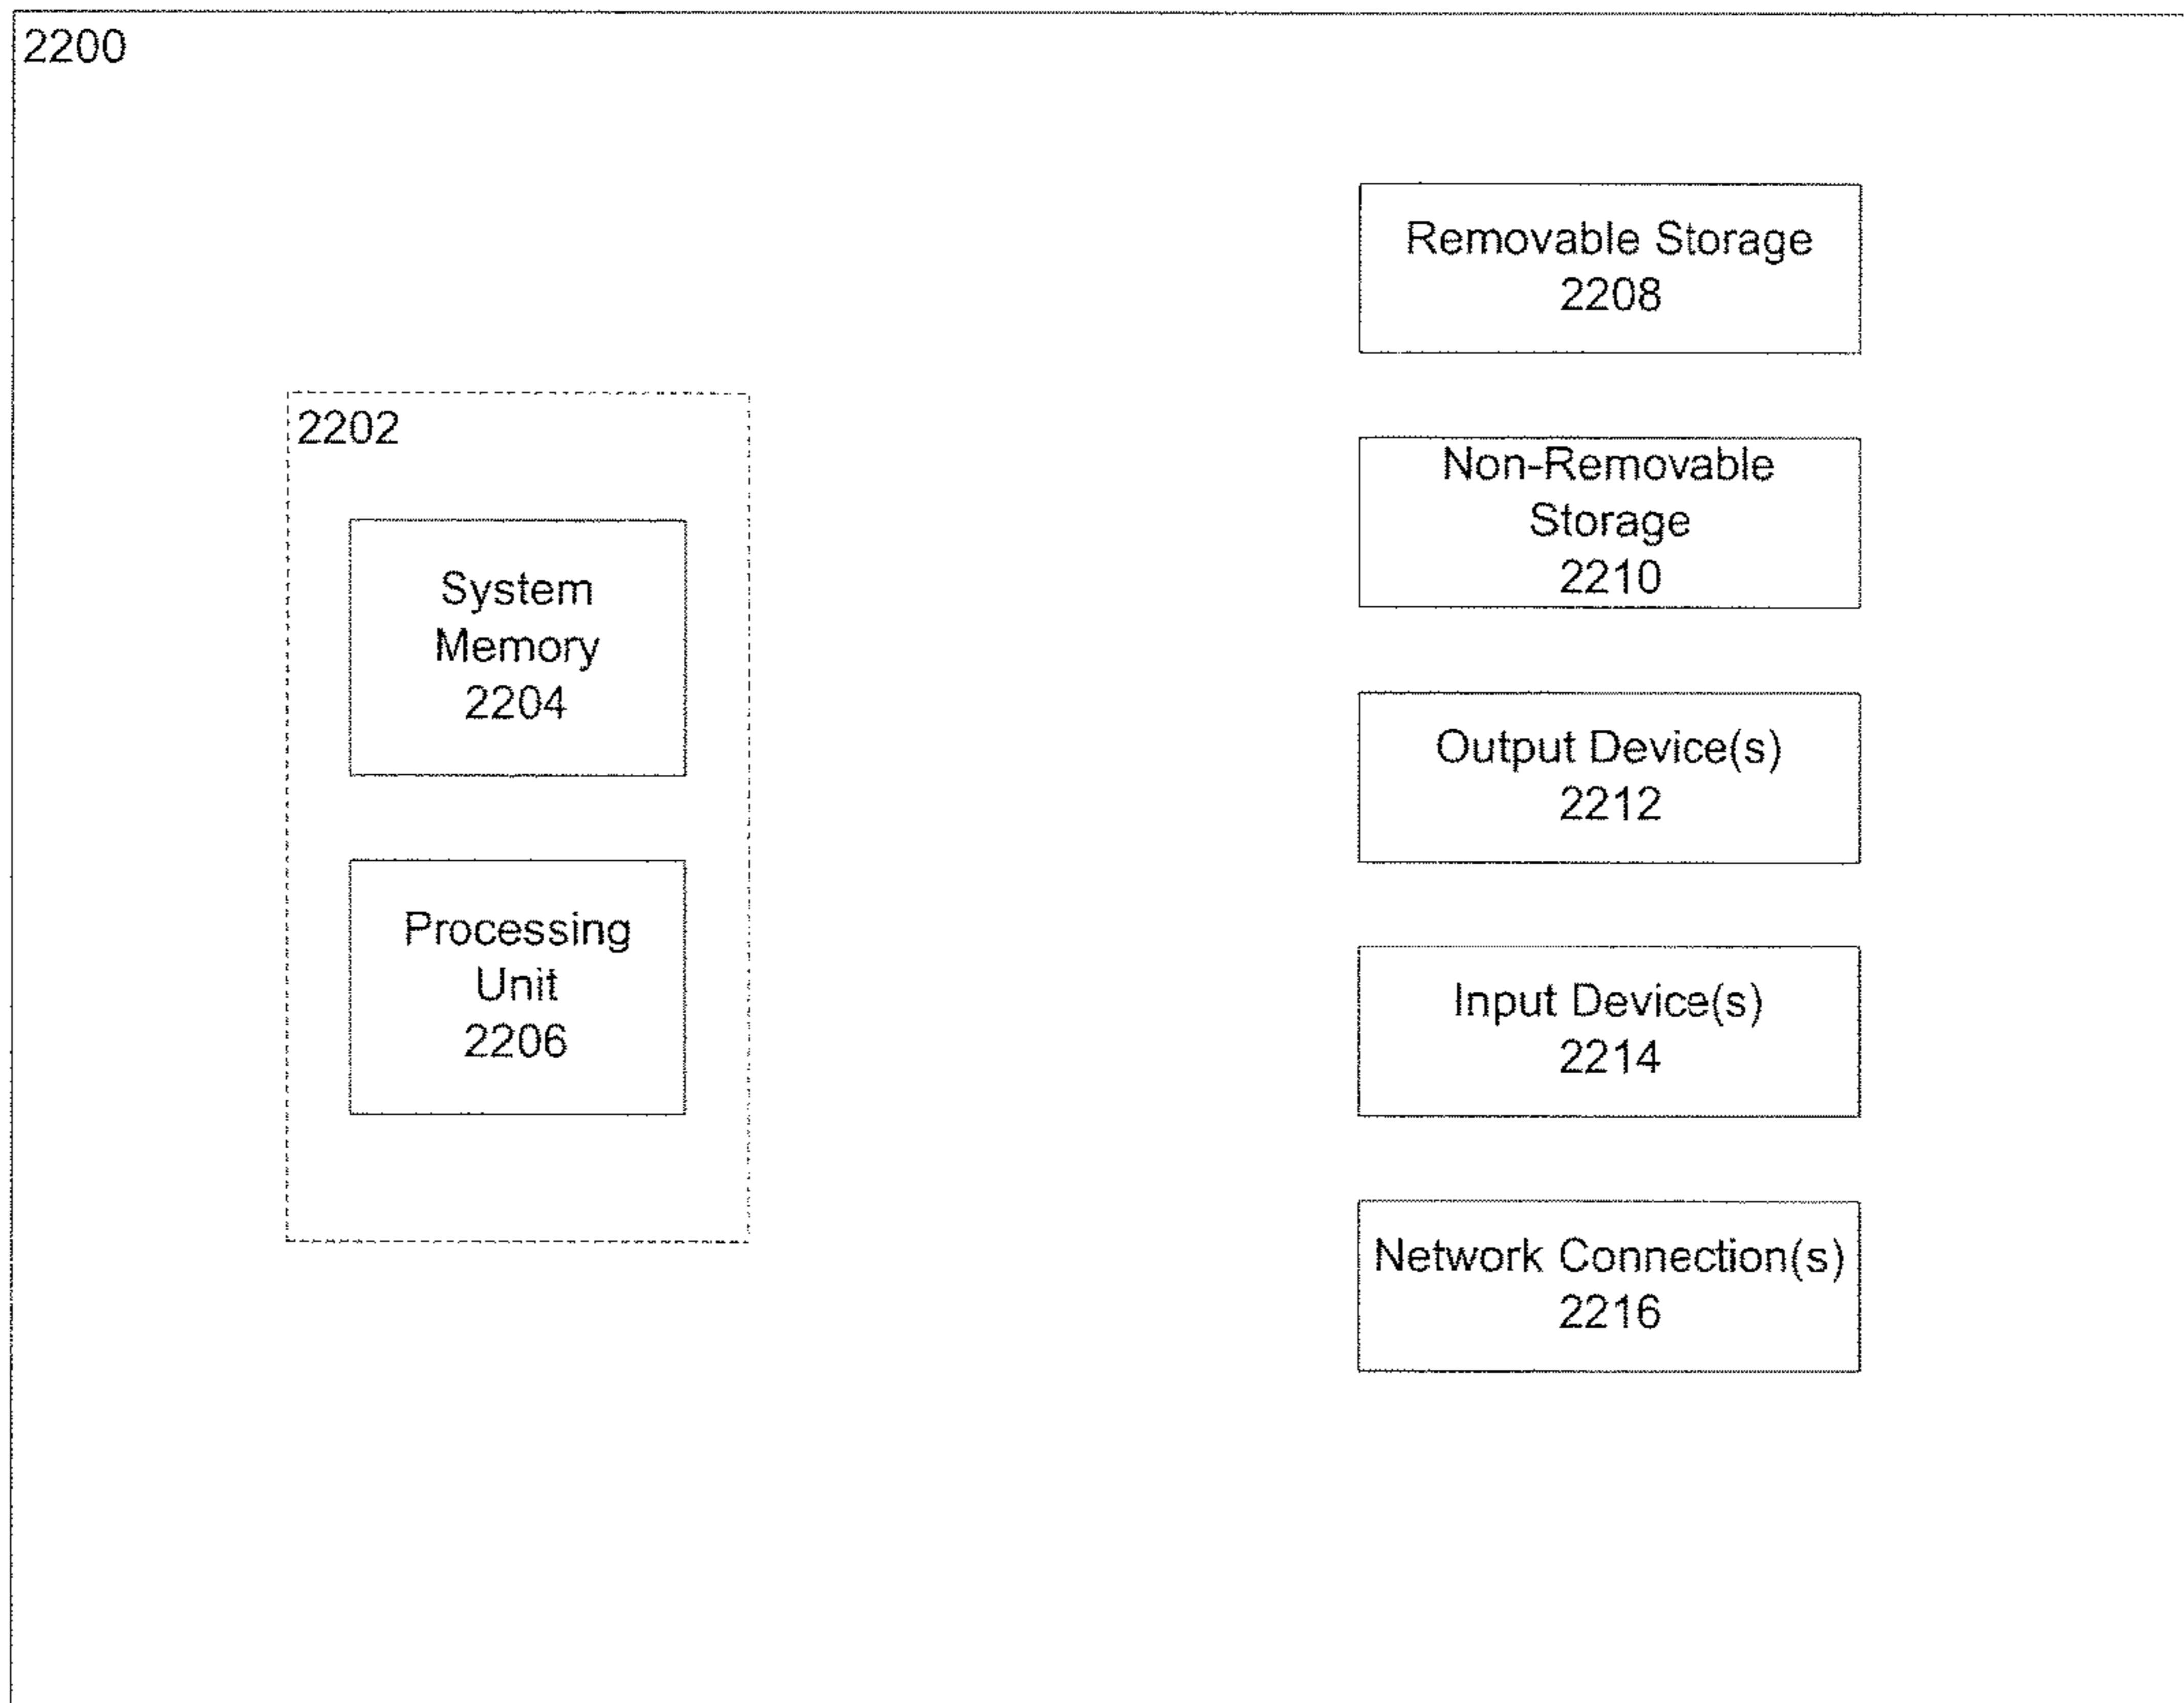 2200
2202
System
Memory
2204
Processing
Unit
2206
Removable Storage
2208
Non-Removable
Storage
2210
Output Device(s)
2212
Input Device(s)
2214
Network Connection(s)
2216